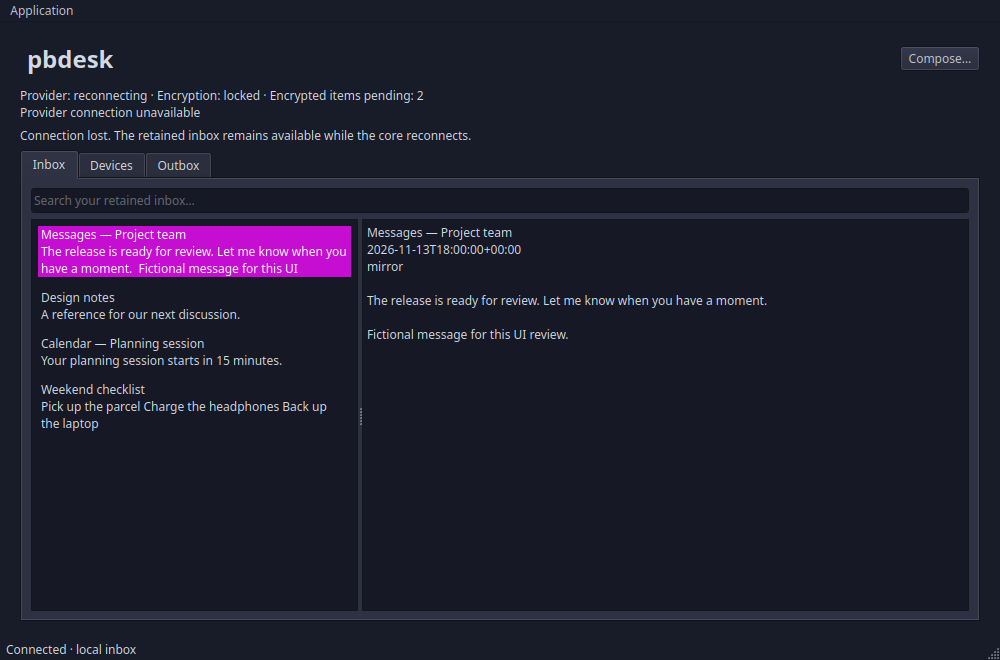 Application
pbdesk
Compose...
Provider: reconnecting · Encryption: locked · Encrypted items pending: 2
Provider connection unavailable
Connection lost. The retained inbox remains available while the core reconnects.
Inbox
Devices
Outbox
Search your retained inbox...
Messages — Project team
The release is ready for review. Let me know when you
have a moment.  Fictional message for this UI
Design notes
A reference for our next discussion.
Calendar — Planning session
Your planning session starts in 15 minutes.
Weekend checklist
Pick up the parcel Charge the headphones Back up
the laptop
Messages — Project team
2026-11-13T18:00:00+00:00
mirror
The release is ready for review. Let me know when you have a moment.
Fictional message for this UI review.
Connected · local inbox